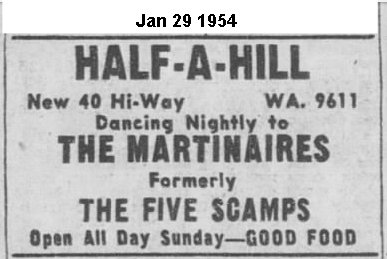 Jan 29 1954
HALF-A-HILL
New 40 Hi-Way WA. 9611
Dancing Nightly to
THE MARTINAIRES
Formerly
THE FIVE SCAMPS
Open All Day Sunday—GOOD FOOD